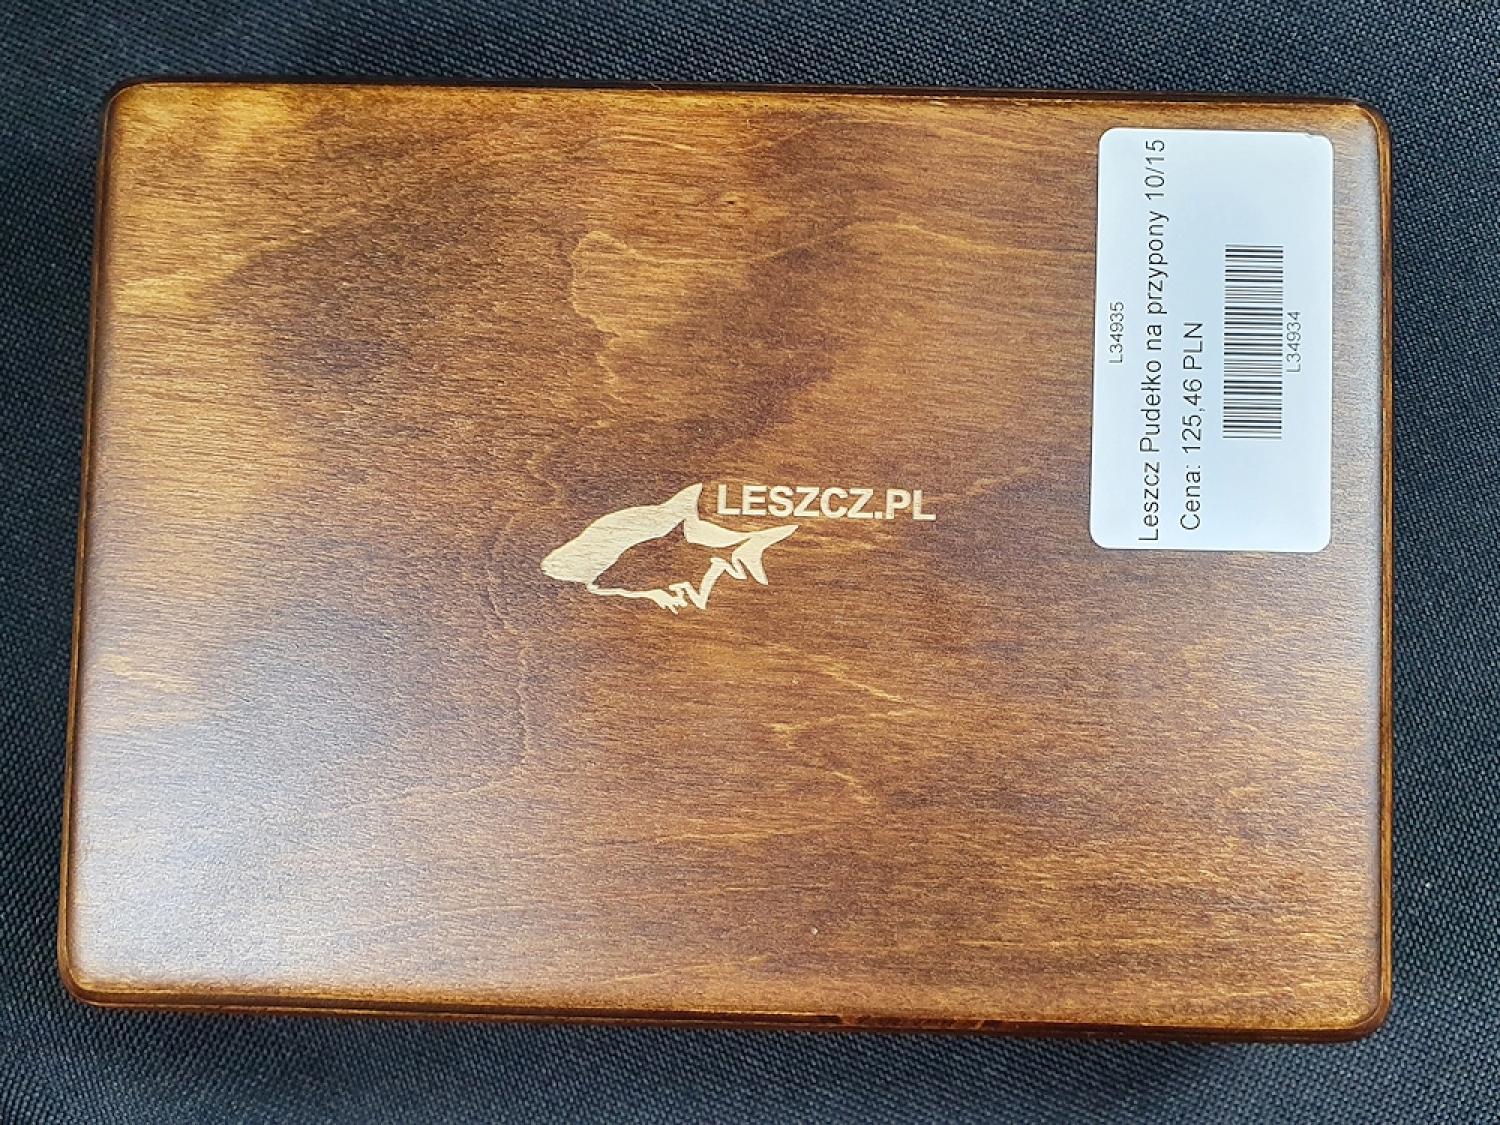 LESZCZ.PL
L34935
Leszcz Pudełko na przypony 10/15
Cena: 125,46 PLN
L34934